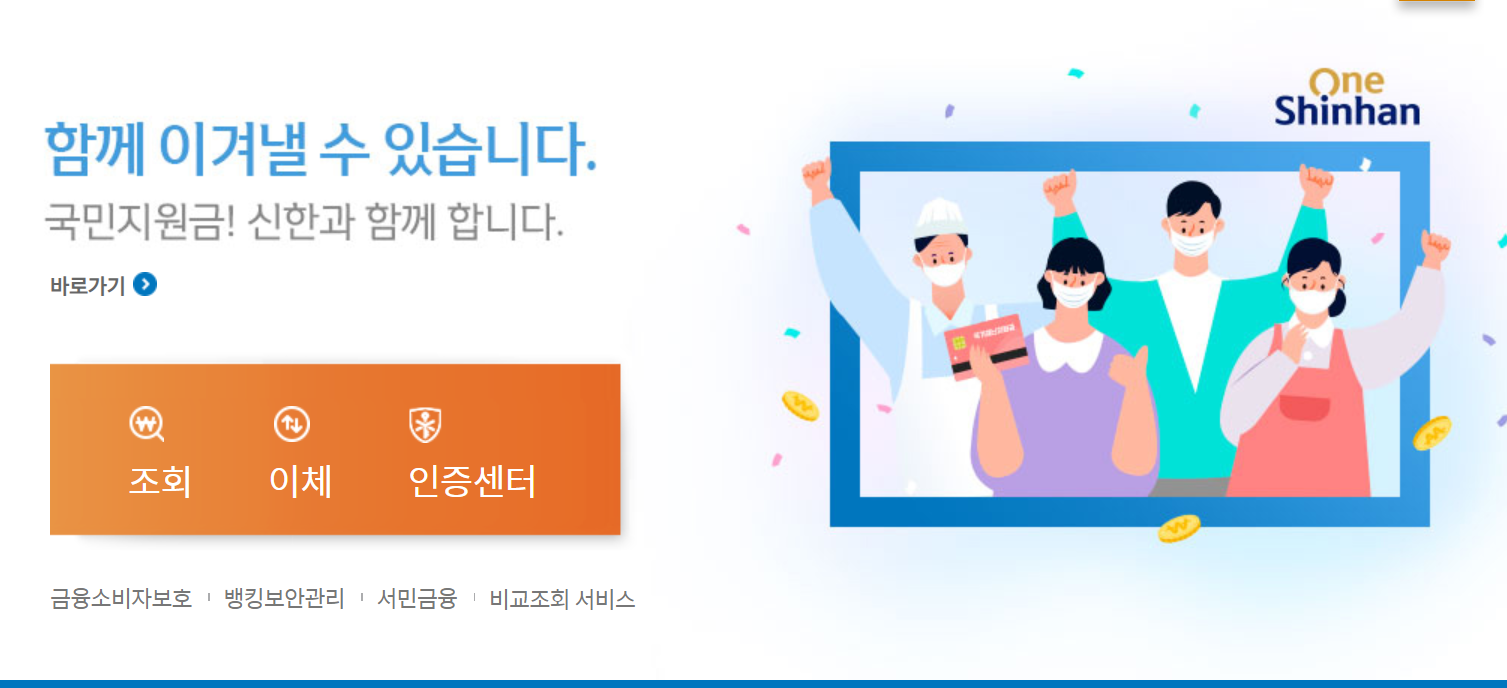 One
Shinhan
함께 이겨낼 수 있습니다.
국민지원금! 신한과 함께 합니다.
바로가기
조회 이체 인증센터
금융소비자보호 뱅킹보안관리 서민금융 비교조회 서비스